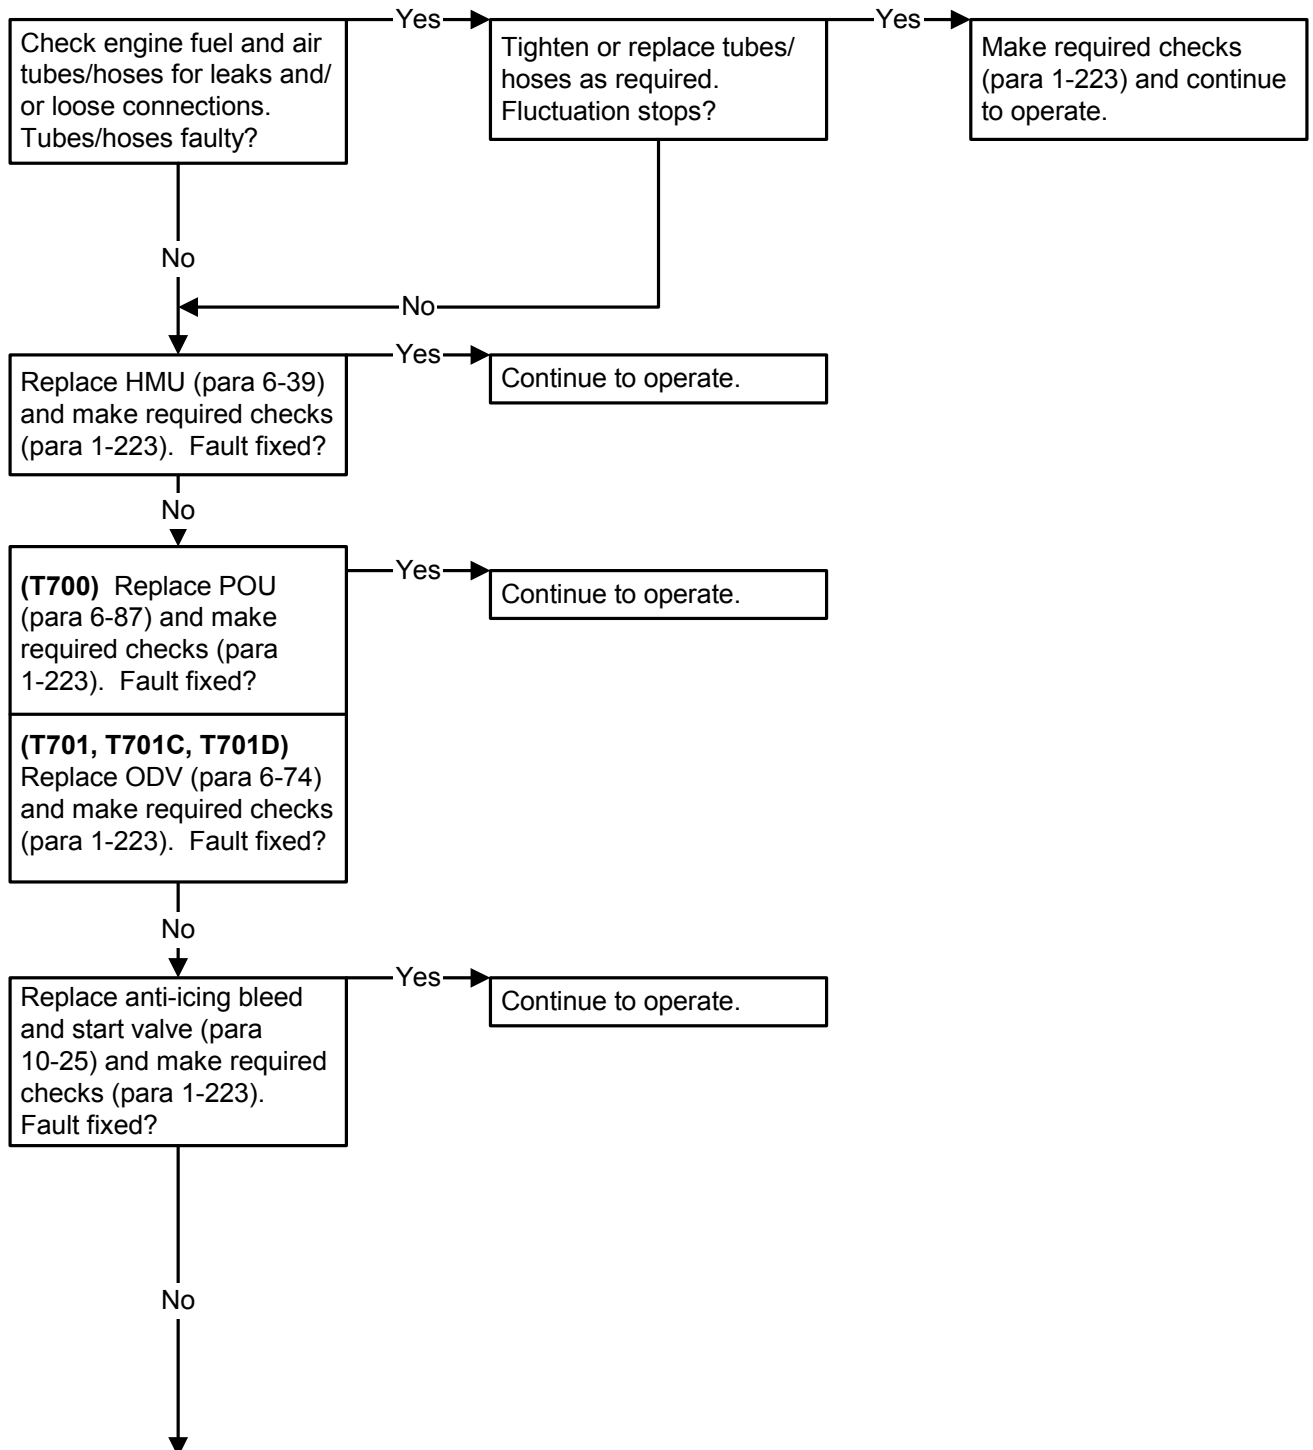 Check engine fuel and air
tubes/hoses for leaks and/
or loose connections.
Tubes/hoses faulty?
Yes
Tighten or replace tubes/
hoses as required.
Fluctuation stops?
Yes
Make required checks
(para 1-223) and continue
to operate.
No
No
Replace HMU (para 6-39)
and make required checks
(para 1-223).  Fault fixed?
Yes
Continue to operate.
No
(T700)  Replace POU
(para 6-87) and make
required checks (para
1-223).  Fault fixed?
Yes
Continue to operate.
(T701, T701C, T701D)
Replace ODV (para 6-74)
and make required checks
(para 1-223).  Fault fixed?
No
Replace anti-icing bleed
and start valve (para
10-25) and make required
checks (para 1-223).
Fault fixed?
Yes
Continue to operate.
No